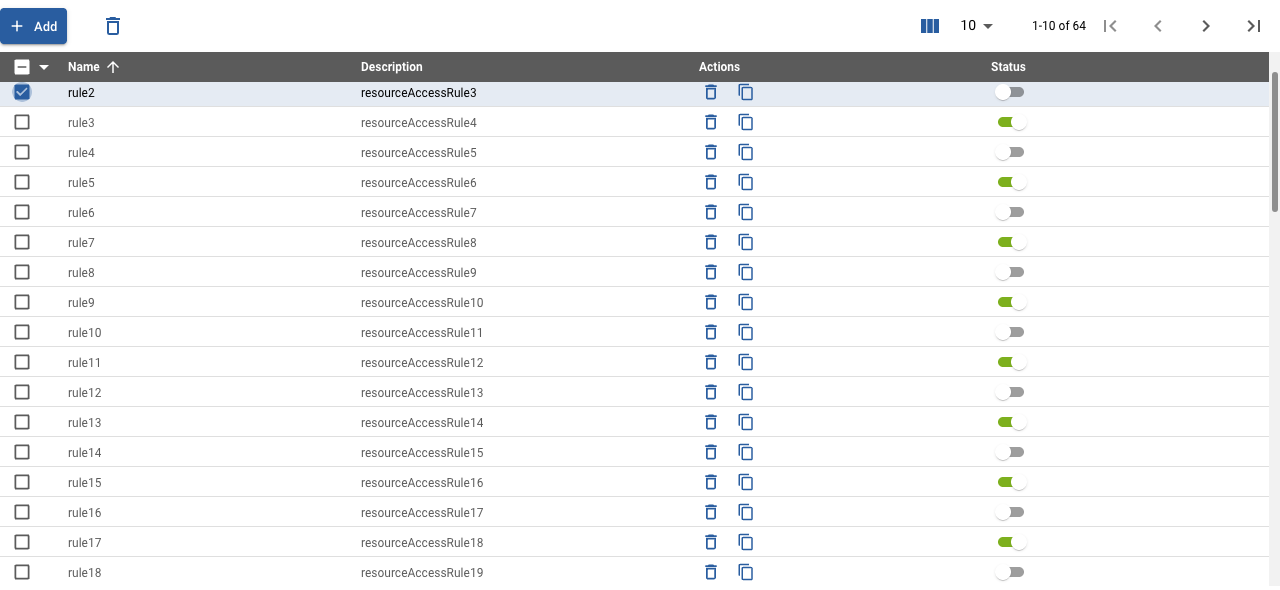 Add 10 1-10 of 64
Name Description Actions Status
rule2 resourceAccessRule3
rule3 resourceAccessRule4
rule4 resourceAccessRule5
rule5 resourceAccessRule6
rule6 resourceAccessRule7
rule7 resourceAccessRule8
rule8 resourceAccessRule9
rule9 resourceAccessRule10
rule10 resourceAccessRule11
rule11 resourceAccessRule12
rule12 resourceAccessRule13
rule13 resourceAccessRule14
rule14 resourceAccessRule15
rule15 resourceAccessRule16
rule16 resourceAccessRule17
rule17 resourceAccessRule18
rule18 resourceAccessRule19